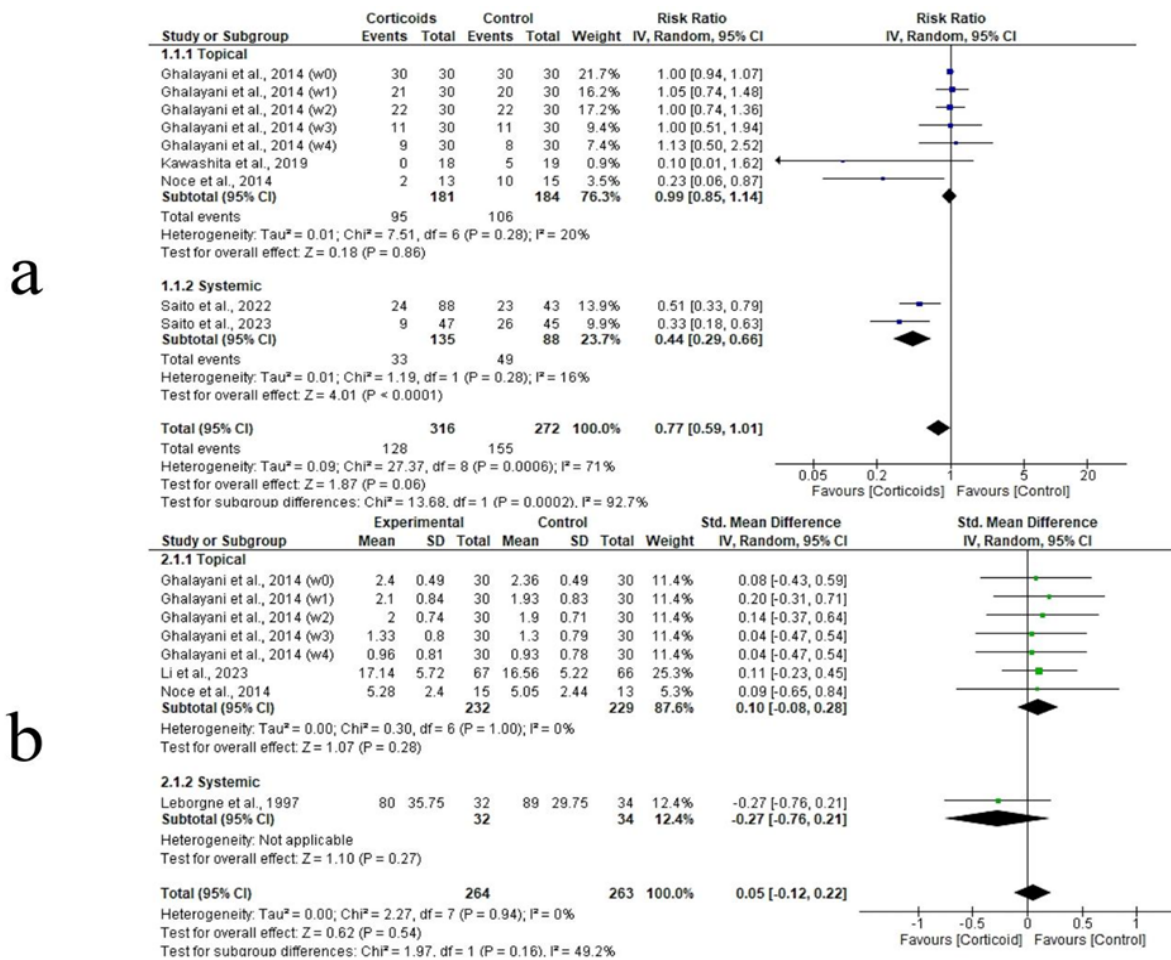 a
Corticoids Control Risk Ratio Risk Ratio
Study or Subgroup Events Total Events Total Weight IV, Random, 95% CI IV, Random, 95% CI
1.1.1 Topical
Ghalayani et al., 2014 (w0) 30 30 30 30 21.7% 1.00 [0.94, 1.07]
Ghalayani et al., 2014 (w1) 21 30 20 30 16.2% 1.05 [0.74, 1.48]
Ghalayani et al., 2014 (w2) 22 30 22 30 17.2% 1.00 [0.74, 1.36]
Ghalayani et al., 2014 (w3) 11 30 11 30 9.4% 1.00 [0.51, 1.94]
Ghalayani et al., 2014 (w4) 9 30 8 30 7.4% 1.13 [0.50, 2.52]
Kawashita et al., 2019 0 18 5 19 0.9% 0.10 [0.01, 1.62]
Noce et al., 2014 2 13 10 15 3.5% 0.23 [0.06, 0.87]
Subtotal (95% CI) 181 184 76.3% 0.99 [0.85, 1.14]
Total events 95 106
Heterogeneity: Tau² = 0.01; Chi² = 7.51, df = 6 (P = 0.28); I² = 20%
Test for overall effect: Z = 0.18 (P = 0.86)
1.1.2 Systemic
Saito et al., 2022 24 88 23 43 13.9% 0.51 [0.33, 0.79]
Saito et al., 2023 9 47 26 45 9.9% 0.33 [0.18, 0.63]
Subtotal (95% CI) 135 88 23.7% 0.44 [0.29, 0.66]
Total events 33 49
Heterogeneity: Tau² = 0.01; Chi² = 1.19, df = 1 (P = 0.28); I² = 16%
Test for overall effect: Z = 4.01 (P < 0.0001)
Total (95% CI) 316 272 100.0% 0.77 [0.59, 1.01]
Total events 128 155
Heterogeneity: Tau² = 0.09; Chi² = 27.37, df = 8 (P = 0.0006); I² = 71%
Test for overall effect: Z = 1.87 (P = 0.06)
Test for subgroup differences: Chi² = 13.68, df = 1 (P = 0.0002), I² = 92.7%
0.05 0.2 1 5 20
Favours [Corticoids] Favours [Control]
b
Experimental Control Std. Mean Difference Std. Mean Difference
Study or Subgroup Mean SD Total Mean SD Total Weight IV, Random, 95% CI IV, Random, 95% CI
2.1.1 Topical
Ghalayani et al., 2014 (w0) 2.4 0.49 30 2.36 0.49 30 11.4% 0.08 [-0.43, 0.59]
Ghalayani et al., 2014 (w1) 2.1 0.84 30 1.93 0.83 30 11.4% 0.20 [-0.31, 0.71]
Ghalayani et al., 2014 (w2) 2 0.74 30 1.9 0.71 30 11.4% 0.14 [-0.37, 0.64]
Ghalayani et al., 2014 (w3) 1.33 0.8 30 1.3 0.79 30 11.4% 0.04 [-0.47, 0.54]
Ghalayani et al., 2014 (w4) 0.96 0.81 30 0.93 0.78 30 11.4% 0.04 [-0.47, 0.54]
Li et al., 2023 17.14 5.72 67 16.56 5.22 66 25.3% 0.11 [-0.23, 0.45]
Noce et al., 2014 5.28 2.4 15 5.05 2.44 13 5.3% 0.09 [-0.65, 0.84]
Subtotal (95% CI) 232 229 87.6% 0.10 [-0.08, 0.28]
Heterogeneity: Tau² = 0.00; Chi² = 0.30, df = 6 (P = 1.00); I² = 0%
Test for overall effect: Z = 1.07 (P = 0.28)
2.1.2 Systemic
Leborgne et al., 1997 80 35.75 32 89 29.75 34 12.4% -0.27 [-0.76, 0.21]
Subtotal (95% CI) 32 34 12.4% -0.27 [-0.76, 0.21]
Heterogeneity: Not applicable
Test for overall effect: Z = 1.10 (P = 0.27)
Total (95% CI) 264 263 100.0% 0.05 [-0.12, 0.22]
Heterogeneity: Tau² = 0.00; Chi² = 2.27, df = 7 (P = 0.94); I² = 0%
Test for overall effect: Z = 0.62 (P = 0.54)
Test for subgroup differences: Chi² = 1.97, df = 1 (P = 0.16), I² = 49.2%
-1 -0.5 0 0.5 1
Favours [Corticoid] Favours [Control]